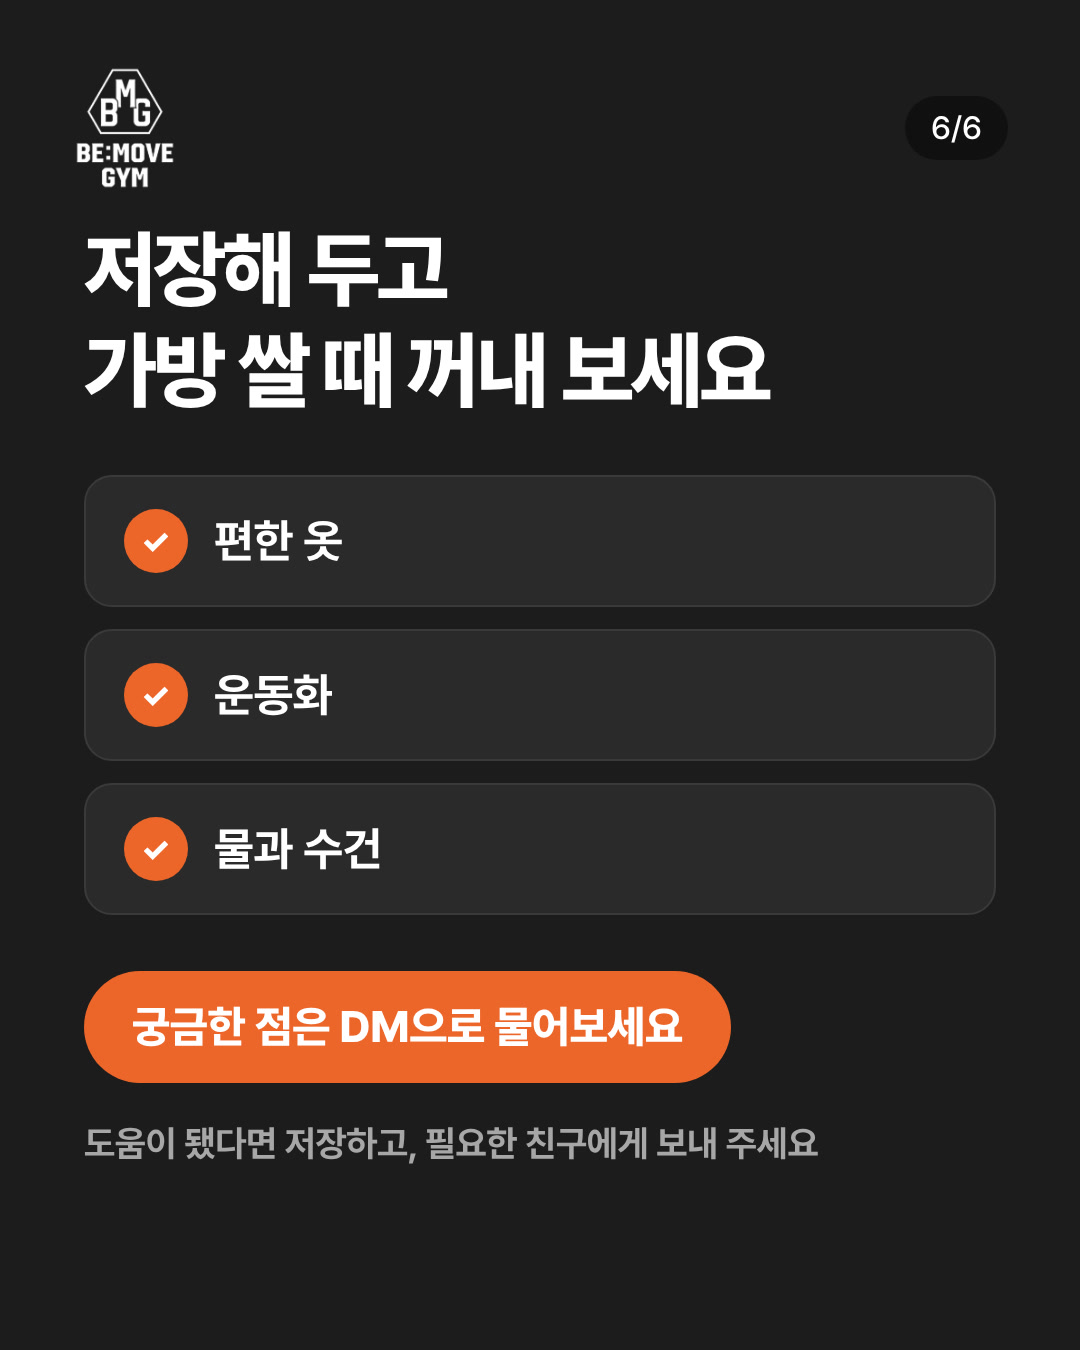 BMG
BE:MOVE
GYM
6/6
저장해 두고
가방 쌀 때 꺼내 보세요
편한 옷
운동화
물과 수건
궁금한 점은 DM으로 물어보세요
도움이 됐다면 저장하고, 필요한 친구에게 보내 주세요